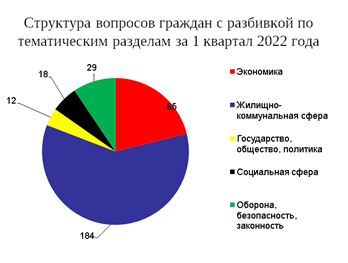 Структура вопросов граждан с разбивкой по
тематическим разделам за 1 квартал 2022 года
29
18
12
65
184
Экономика
Жилищно-
коммунальная сфера
Государство,
общество, политика
Социальная сфера
Оборона,
безопасность,
законность